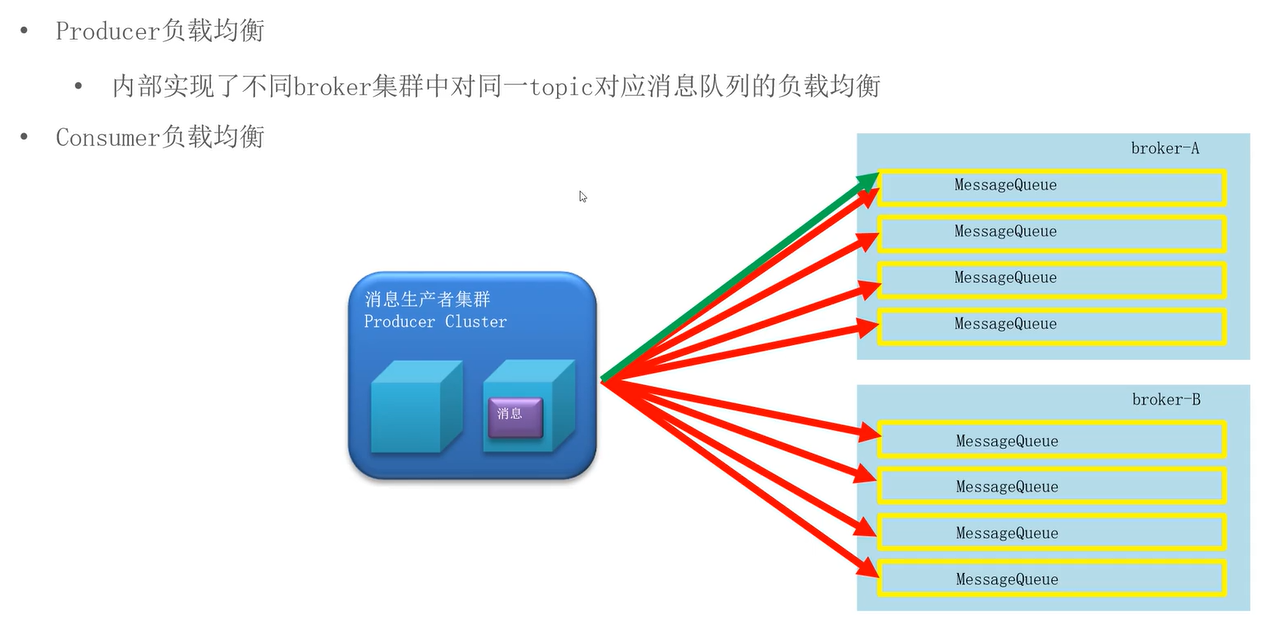 • Producer负载均衡
• 内部实现了不同broker集群中对同一topic对应消息队列的负载均衡
• Consumer负载均衡
消息生产者集群
Producer Cluster
消息
broker-A
MessageQueue
MessageQueue
MessageQueue
MessageQueue
broker-B
MessageQueue
MessageQueue
MessageQueue
MessageQueue